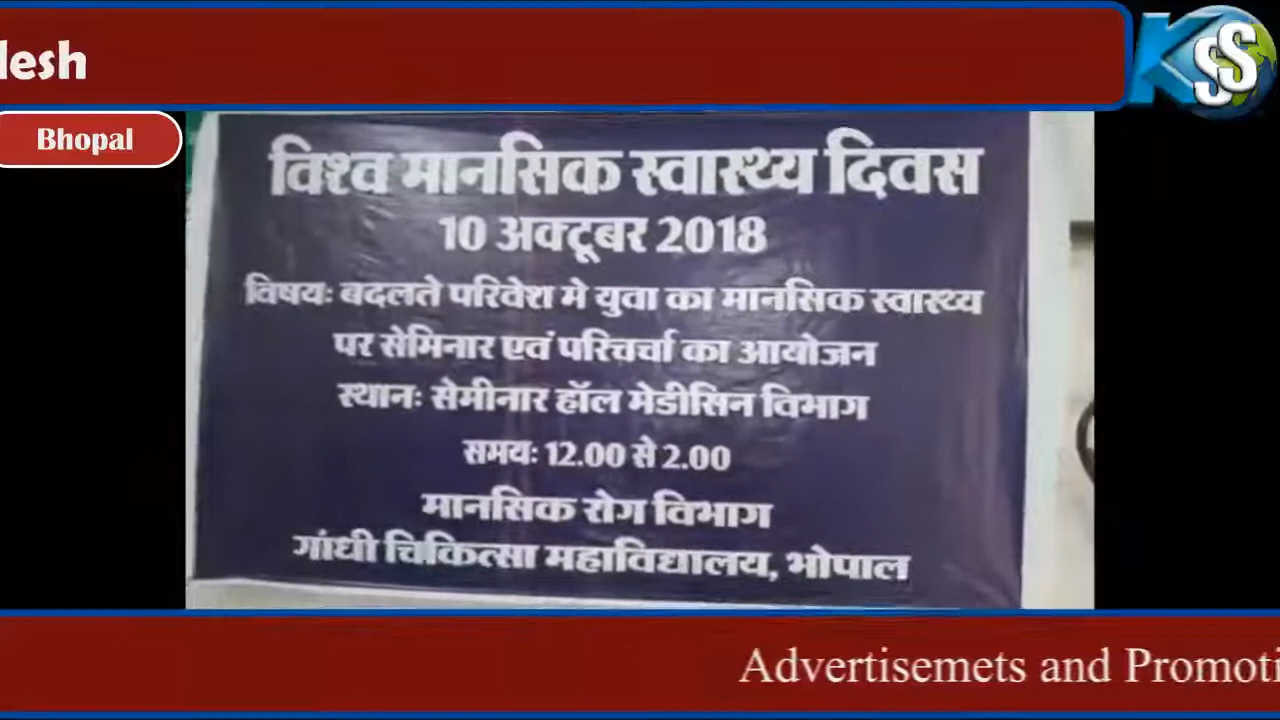 lesh
KSS
Bhopal
विश्व मानसिक स्वास्थ्य दिवस
10 अक्टूबर 2018
विषयः बदलते परिवेश मे युवा का मानसिक स्वास्थ्य
पर सेमिनार एवं परिचर्चा का आयोजन
स्थानः सेमीनार हॉल मेडीसिन विभाग
समयः 12.00 से 2.00
मानसिक रोग विभाग
गांधी चिकित्सा महाविद्यालय, भोपाल
Advertisemets and Promoti